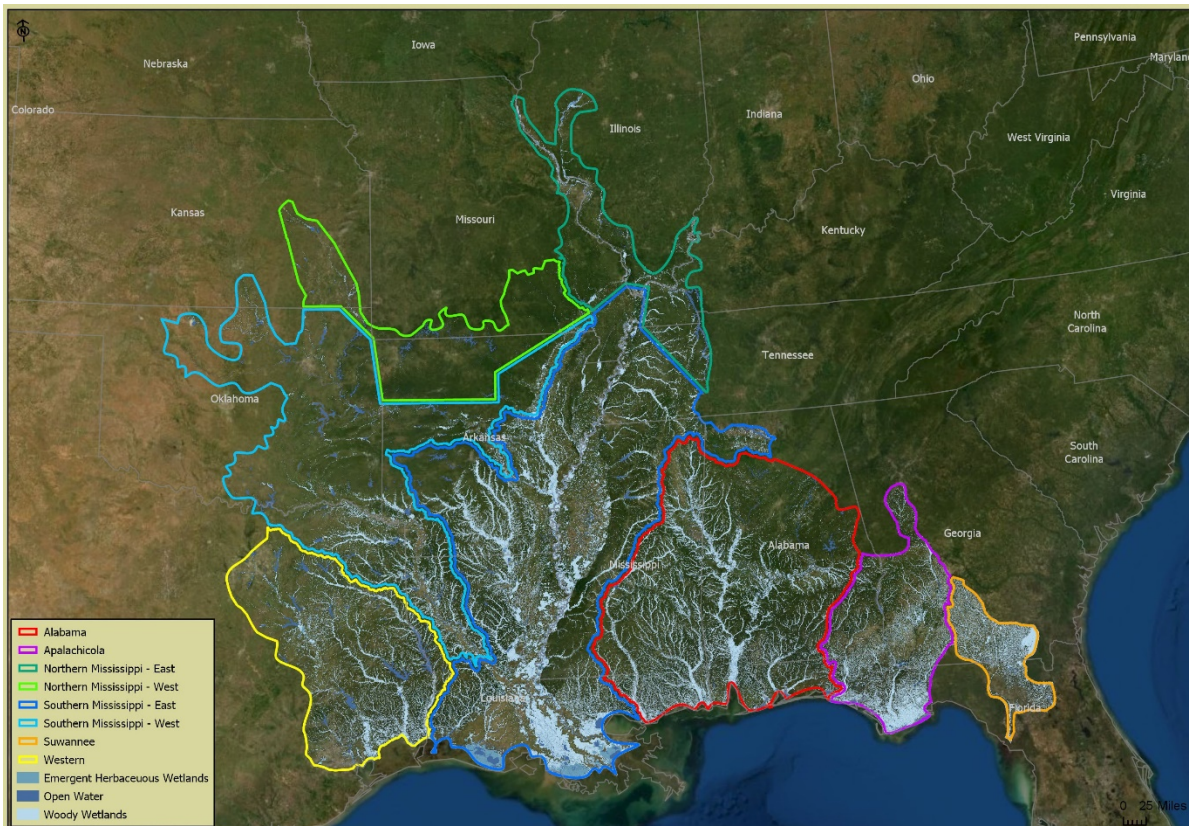 N
Iowa
Nebraska
Pennsylvania
Maryland
Ohio
Colorado
Illinois
Indiana
West Virginia
Virginia
Kansas
Missouri
Kentucky
North
Carolina
Tennessee
Oklahoma
Arkansas
South
Carolina
Georgia
Alabama
Mississippi
Louisiana
Florida
Alabama
Apalachicola
Northern Mississippi - East
Northern Mississippi - West
Southern Mississippi - East
Southern Mississippi - West
Suwannee
Western
Emergent Herbaceuous Wetlands
Open Water
Woody Wetlands
0 25 Miles